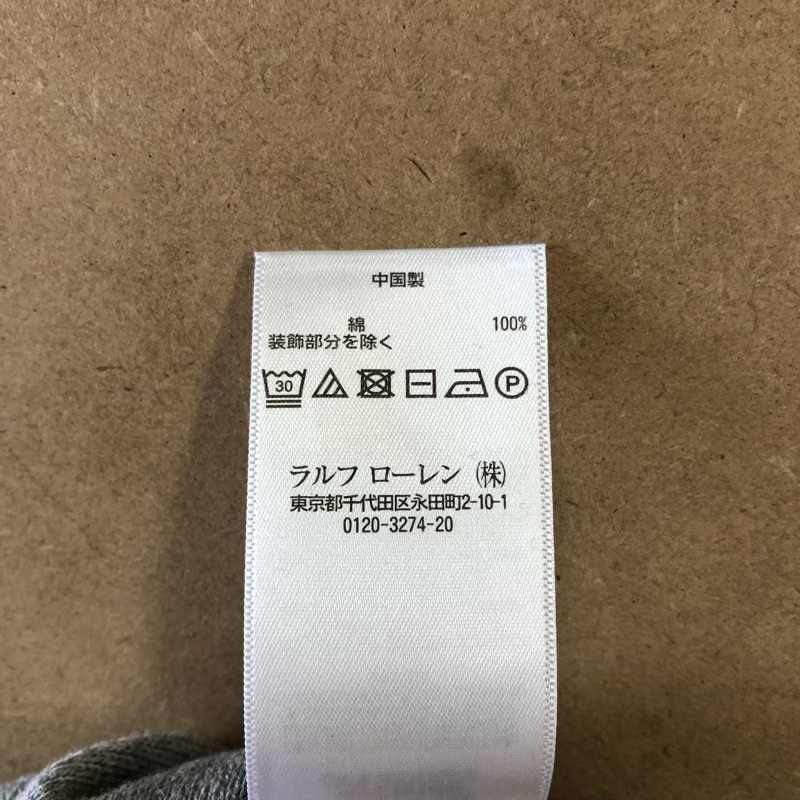 中国製
綿 100%
装飾部分を除く
30 P
ラルフ ローレン (株)
東京都千代田区永田町2-10-1
0120-3274-20